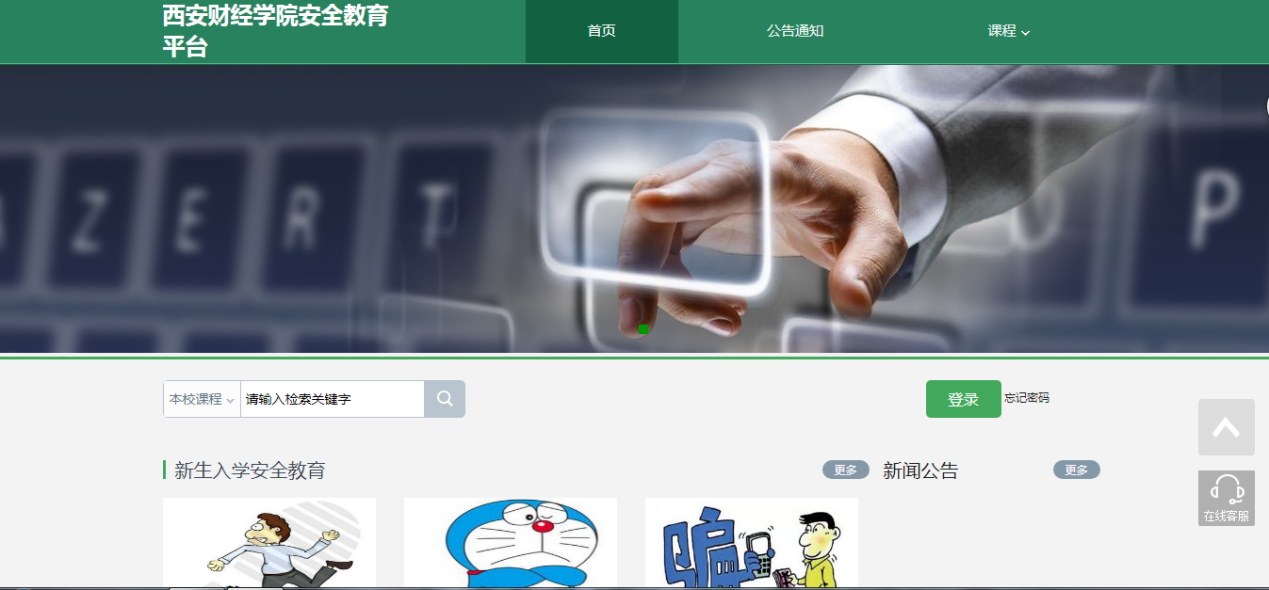 西安财经学院安全教育
平台
首页
公告通知
课程
A Z E R T
O P
本校课程
请输入检索关键字
登录
忘记密码
新生入学安全教育
更多
新闻公告
更多
骗
在线客服